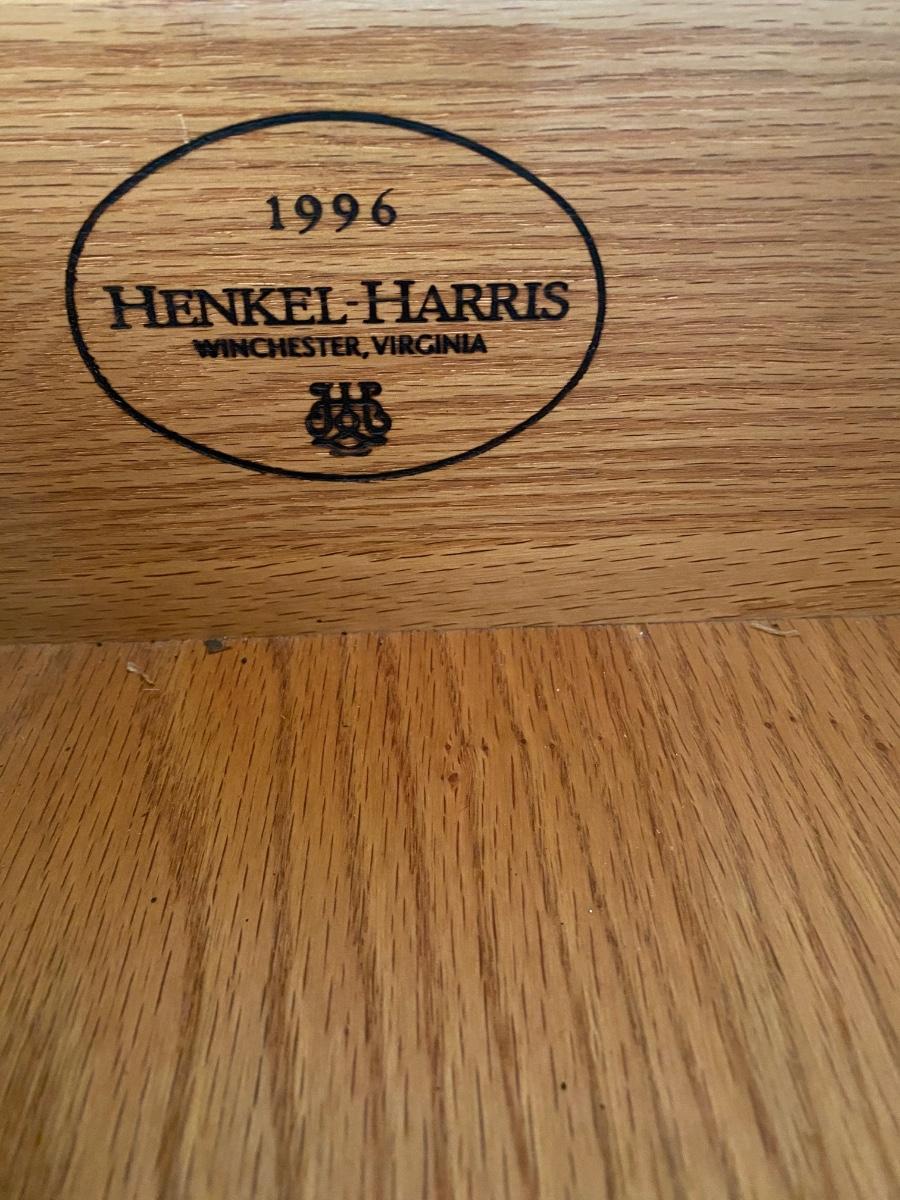 1996
HENKEL-HARRIS
WINCHESTER, VIRGINIA